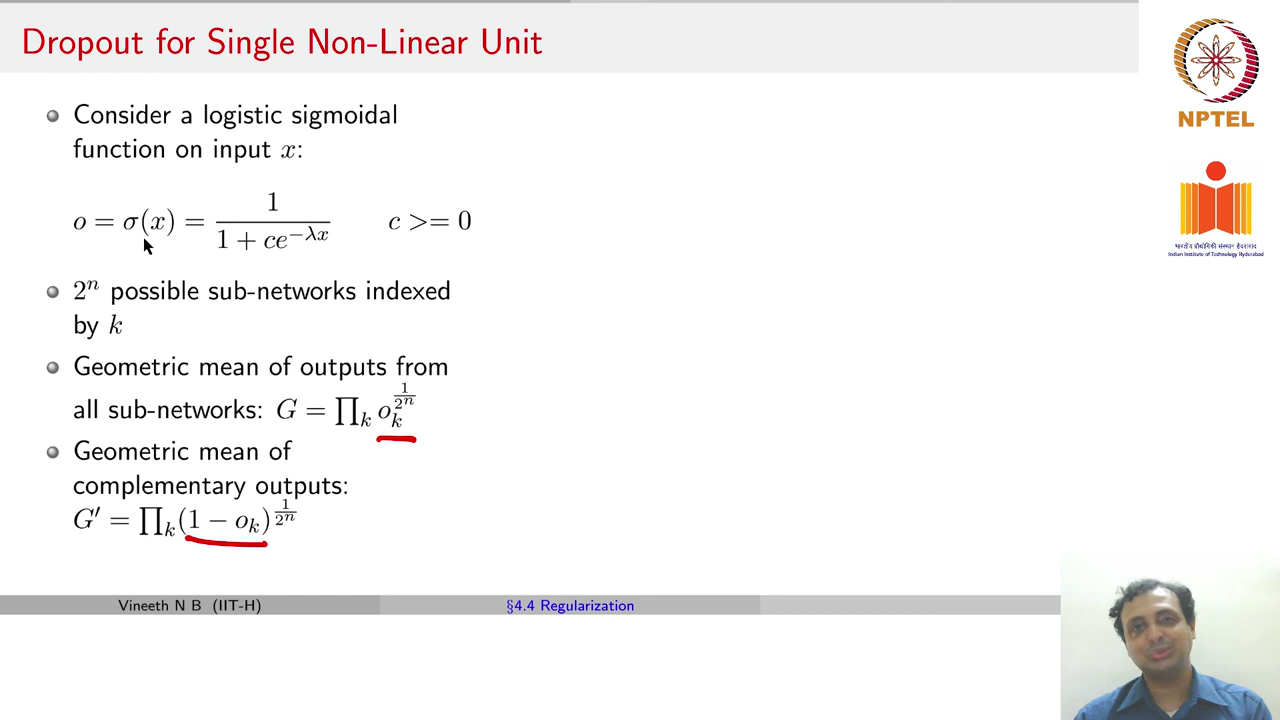 Dropout for Single Non-Linear Unit
Consider a logistic sigmoidal
function on input x:
o = σ(x) = 1 / (1 + ce^{−λx})    c >= 0
2^n possible sub-networks indexed
by k
Geometric mean of outputs from
all sub-networks: G = ∏_k o_k^{1/2^n}
Geometric mean of
complementary outputs:
G′ = ∏_k (1 − o_k)^{1/2^n}
NPTEL
भारतीय प्रौद्योगिकी संस्थान हैदराबाद
Indian Institute of Technology Hyderabad
Vineeth N B (IIT-H)
§4.4 Regularization